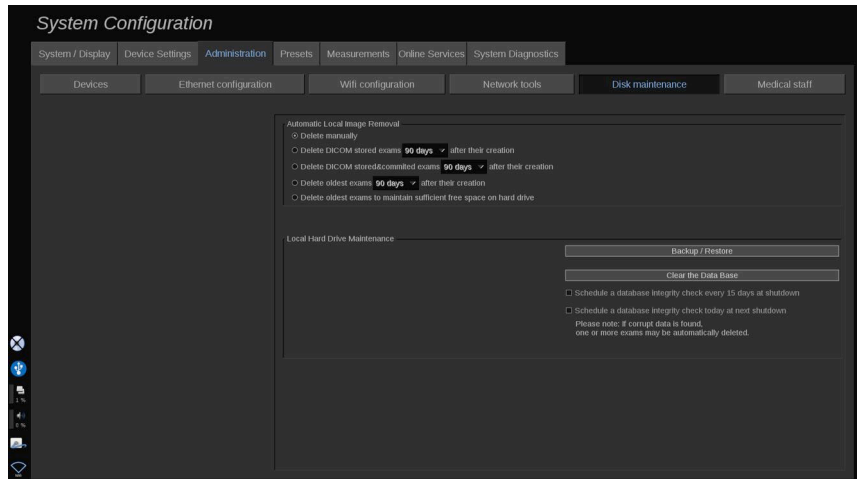 System Configuration
System / Display Device Settings Administration Presets Measurements Online Services System Diagnostics
Devices Ethernet configuration Wifi configuration Network tools Disk maintenance Medical staff
Automatic Local Image Removal
Delete manually
Delete DICOM stored exams 90 days after their creation
Delete DICOM stored&commited exams 90 days after their creation
Delete oldest exams 90 days after their creation
Delete oldest exams to maintain sufficient free space on hard drive
Local Hard Drive Maintenance
Backup / Restore
Clear the Data Base
Schedule a database integrity check every 15 days at shutdown
Schedule a database integrity check today at next shutdown
Please note: If corrupt data is found,
one or more exams may be automatically deleted.
1 %